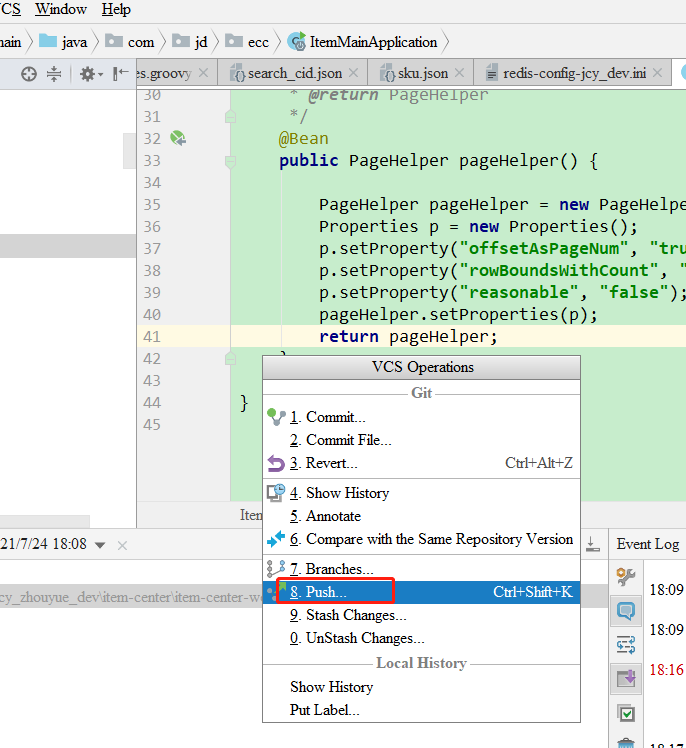 VCS Window Help
main java com jd ecc ItemMainApplication
es.groovy search_cid.json sku.json redis-config-jcy_dev.ini
30 * @return PageHelper
31 */
32 @Bean
33 public PageHelper pageHelper() {
34
35 PageHelper pageHelper = new PageHelpe
36 Properties p = new Properties();
37 p.setProperty("offsetAsPageNum", "tru
38 p.setProperty("rowBoundsWithCount", "
39 p.setProperty("reasonable", "false");
40 pageHelper.setProperties(p);
41 return pageHelper;
42
43
44 }
45
VCS Operations
Git
1. Commit...
2. Commit File...
3. Revert... Ctrl+Alt+Z
4. Show History
5. Annotate
6. Compare with the Same Repository Version
7. Branches...
8. Push... Ctrl+Shift+K
9. Stash Changes...
0. UnStash Changes...
Local History
Show History
Put Label...
Item
21/7/24 18:08
Event Log
cy_zhouyue_dev\item-center\item-center-we
18:09
18:09
18:16
18:17